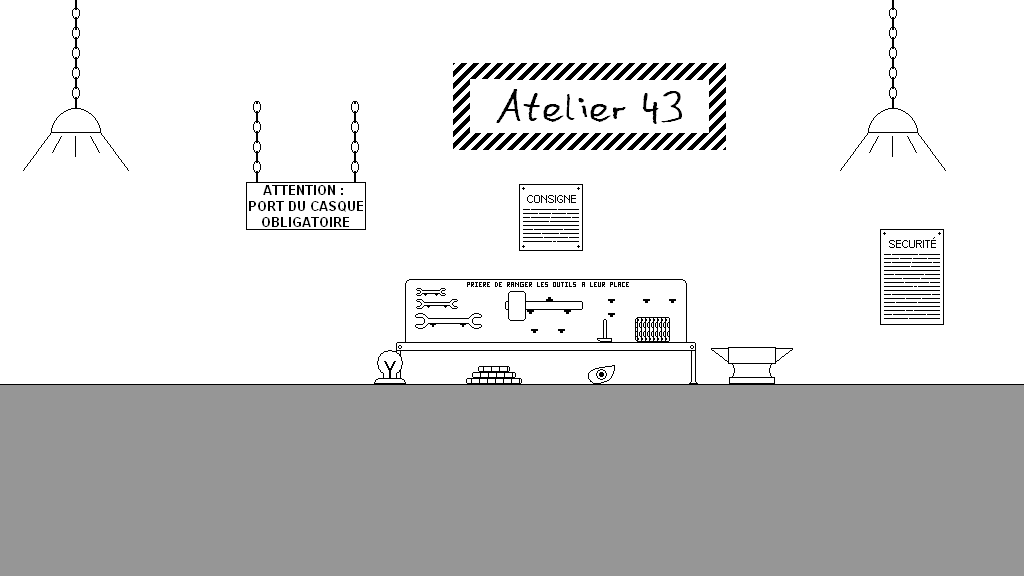 Atelier 43
ATTENTION :
PORT DU CASQUE
OBLIGATOIRE
CONSIGNE
SECURITÉ
PRIERE DE RANGER LES OUTILS A LEUR PLACE
Y